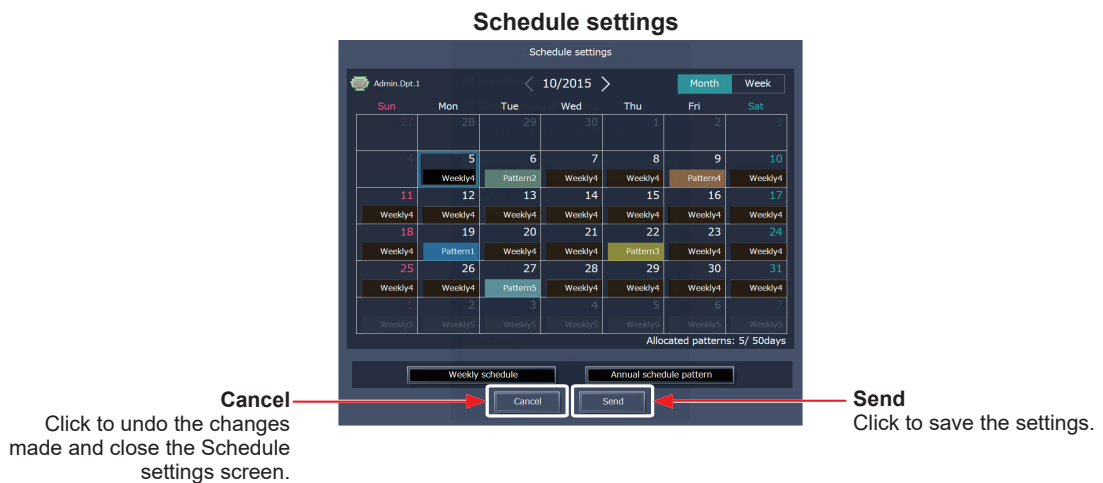 Schedule settings
Schedule settings
Admin.Dpt.1 < 10/2015 > Month Week
Sun Mon Tue Wed Thu Fri Sat
27 28 29 30 1 2 3
4 5 6 7 8 9 10
Weekly4 Pattern2 Weekly4 Weekly4 Pattern4 Weekly4
11 12 13 14 15 16 17
Weekly4 Weekly4 Weekly4 Weekly4 Weekly4 Weekly4 Weekly4
18 19 20 21 22 23 24
Weekly4 Pattern1 Weekly4 Weekly4 Pattern3 Weekly4 Weekly4
25 26 27 28 29 30 31
Weekly4 Weekly4 Pattern5 Weekly4 Weekly4 Weekly4 Weekly4
1 2 3 4 5 6 7
Weekly5 Weekly5 Weekly5 Weekly5 Weekly5 Weekly5 Weekly5
Allocated patterns: 5/ 50days
Weekly schedule Annual schedule pattern
Cancel Send
Cancel
Click to undo the changes
made and close the Schedule
settings screen.
Send
Click to save the settings.